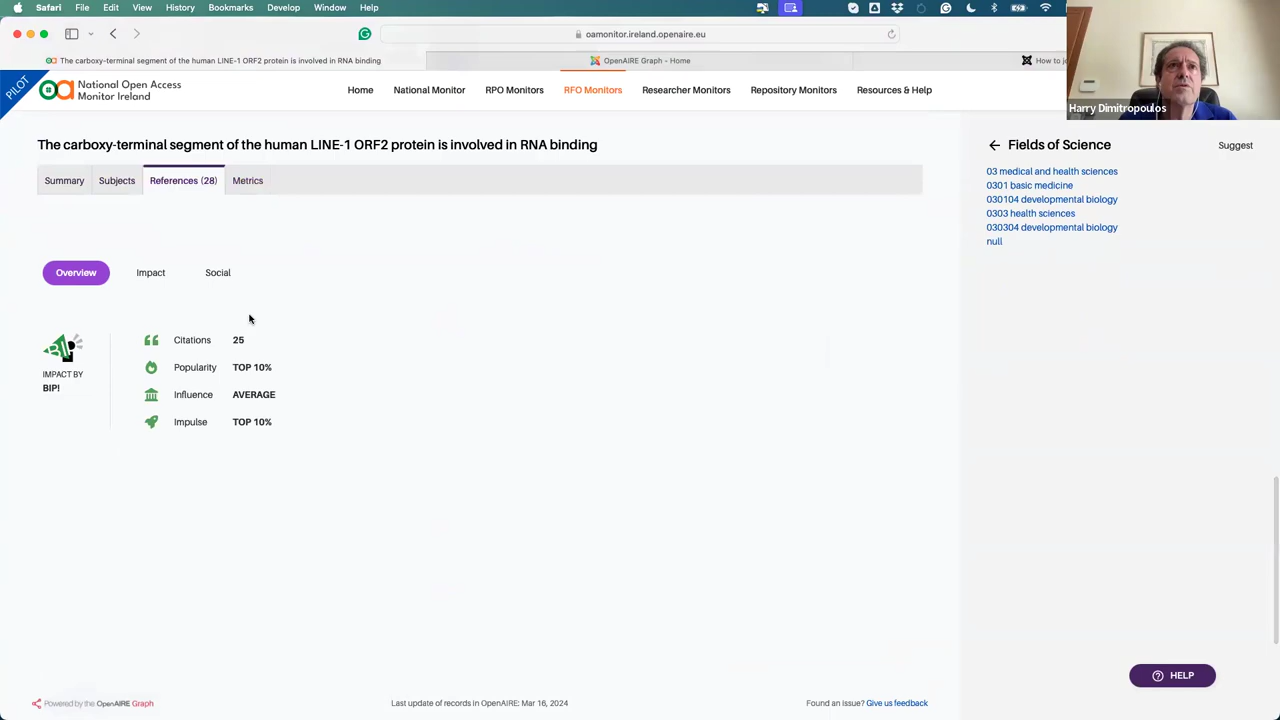 Safari File Edit View History Bookmarks Develop Window Help
oamonitor.ireland.openaire.eu
The carboxy-terminal segment of the human LINE-1 ORF2 protein is involved in RNA binding
OpenAIRE Graph - Home
How to jo
PILOT
National Open Access
Monitor Ireland
Home National Monitor RPO Monitors RFO Monitors Researcher Monitors Repository Monitors Resources & Help
Harry Dimitropoulos
The carboxy-terminal segment of the human LINE-1 ORF2 protein is involved in RNA binding
Summary Subjects References (28) Metrics
Overview Impact Social
BIP!
IMPACT BY
BIP!
Citations 25
Popularity TOP 10%
Influence AVERAGE
Impulse TOP 10%
Fields of Science Suggest
03 medical and health sciences
0301 basic medicine
030104 developmental biology
0303 health sciences
030304 developmental biology
null
HELP
Powered by the OpenAIRE Graph
Last update of records in OpenAIRE: Mar 16, 2024
Found an issue? Give us feedback